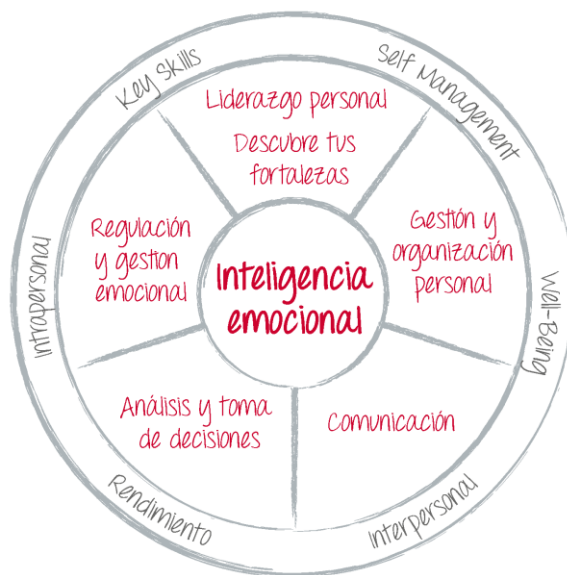 Key Skills
Self Management
Liderazgo personal
Descubre tus
fortalezas
Regulación
y gestion
emocional
Gestión y
organización
personal
Inteligencia
emocional
Intrapersonal
Well-Being
Análisis y toma
de decisiones
Comunicación
Rendimiento
Interpersonal